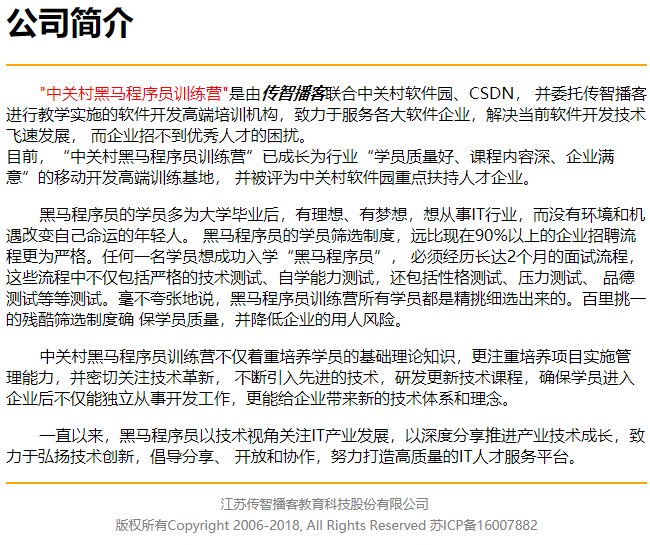 公司简介
"中关村黑马程序员训练营"是由传智播客联合中关村软件园、CSDN， 并委托传智播客
进行教学实施的软件开发高端培训机构，致力于服务各大软件企业，解决当前软件开发技术
飞速发展， 而企业招不到优秀人才的困扰。
目前，“中关村黑马程序员训练营”已成长为行业“学员质量好、课程内容深、企业满
意”的移动开发高端训练基地， 并被评为中关村软件园重点扶持人才企业。
黑马程序员的学员多为大学毕业后，有理想、有梦想，想从事IT行业，而没有环境和机
遇改变自己命运的年轻人。 黑马程序员的学员筛选制度，远比现在90%以上的企业招聘流
程更为严格。任何一名学员想成功入学“黑马程序员”， 必须经历长达2个月的面试流程，
这些流程中不仅包括严格的技术测试、自学能力测试，还包括性格测试、压力测试、 品德
测试等等测试。毫不夸张地说，黑马程序员训练营所有学员都是精挑细选出来的。百里挑一
的残酷筛选制度确 保学员质量，并降低企业的用人风险。
中关村黑马程序员训练营不仅着重培养学员的基础理论知识，更注重培养项目实施管
理能力，并密切关注技术革新， 不断引入先进的技术，研发更新技术课程，确保学员进入
企业后不仅能独立从事开发工作，更能给企业带来新的技术体系和理念。
一直以来，黑马程序员以技术视角关注IT产业发展，以深度分享推进产业技术成长，致
力于弘扬技术创新，倡导分享、 开放和协作，努力打造高质量的IT人才服务平台。
江苏传智播客教育科技股份有限公司
版权所有Copyright 2006-2018, All Rights Reserved 苏ICP备16007882